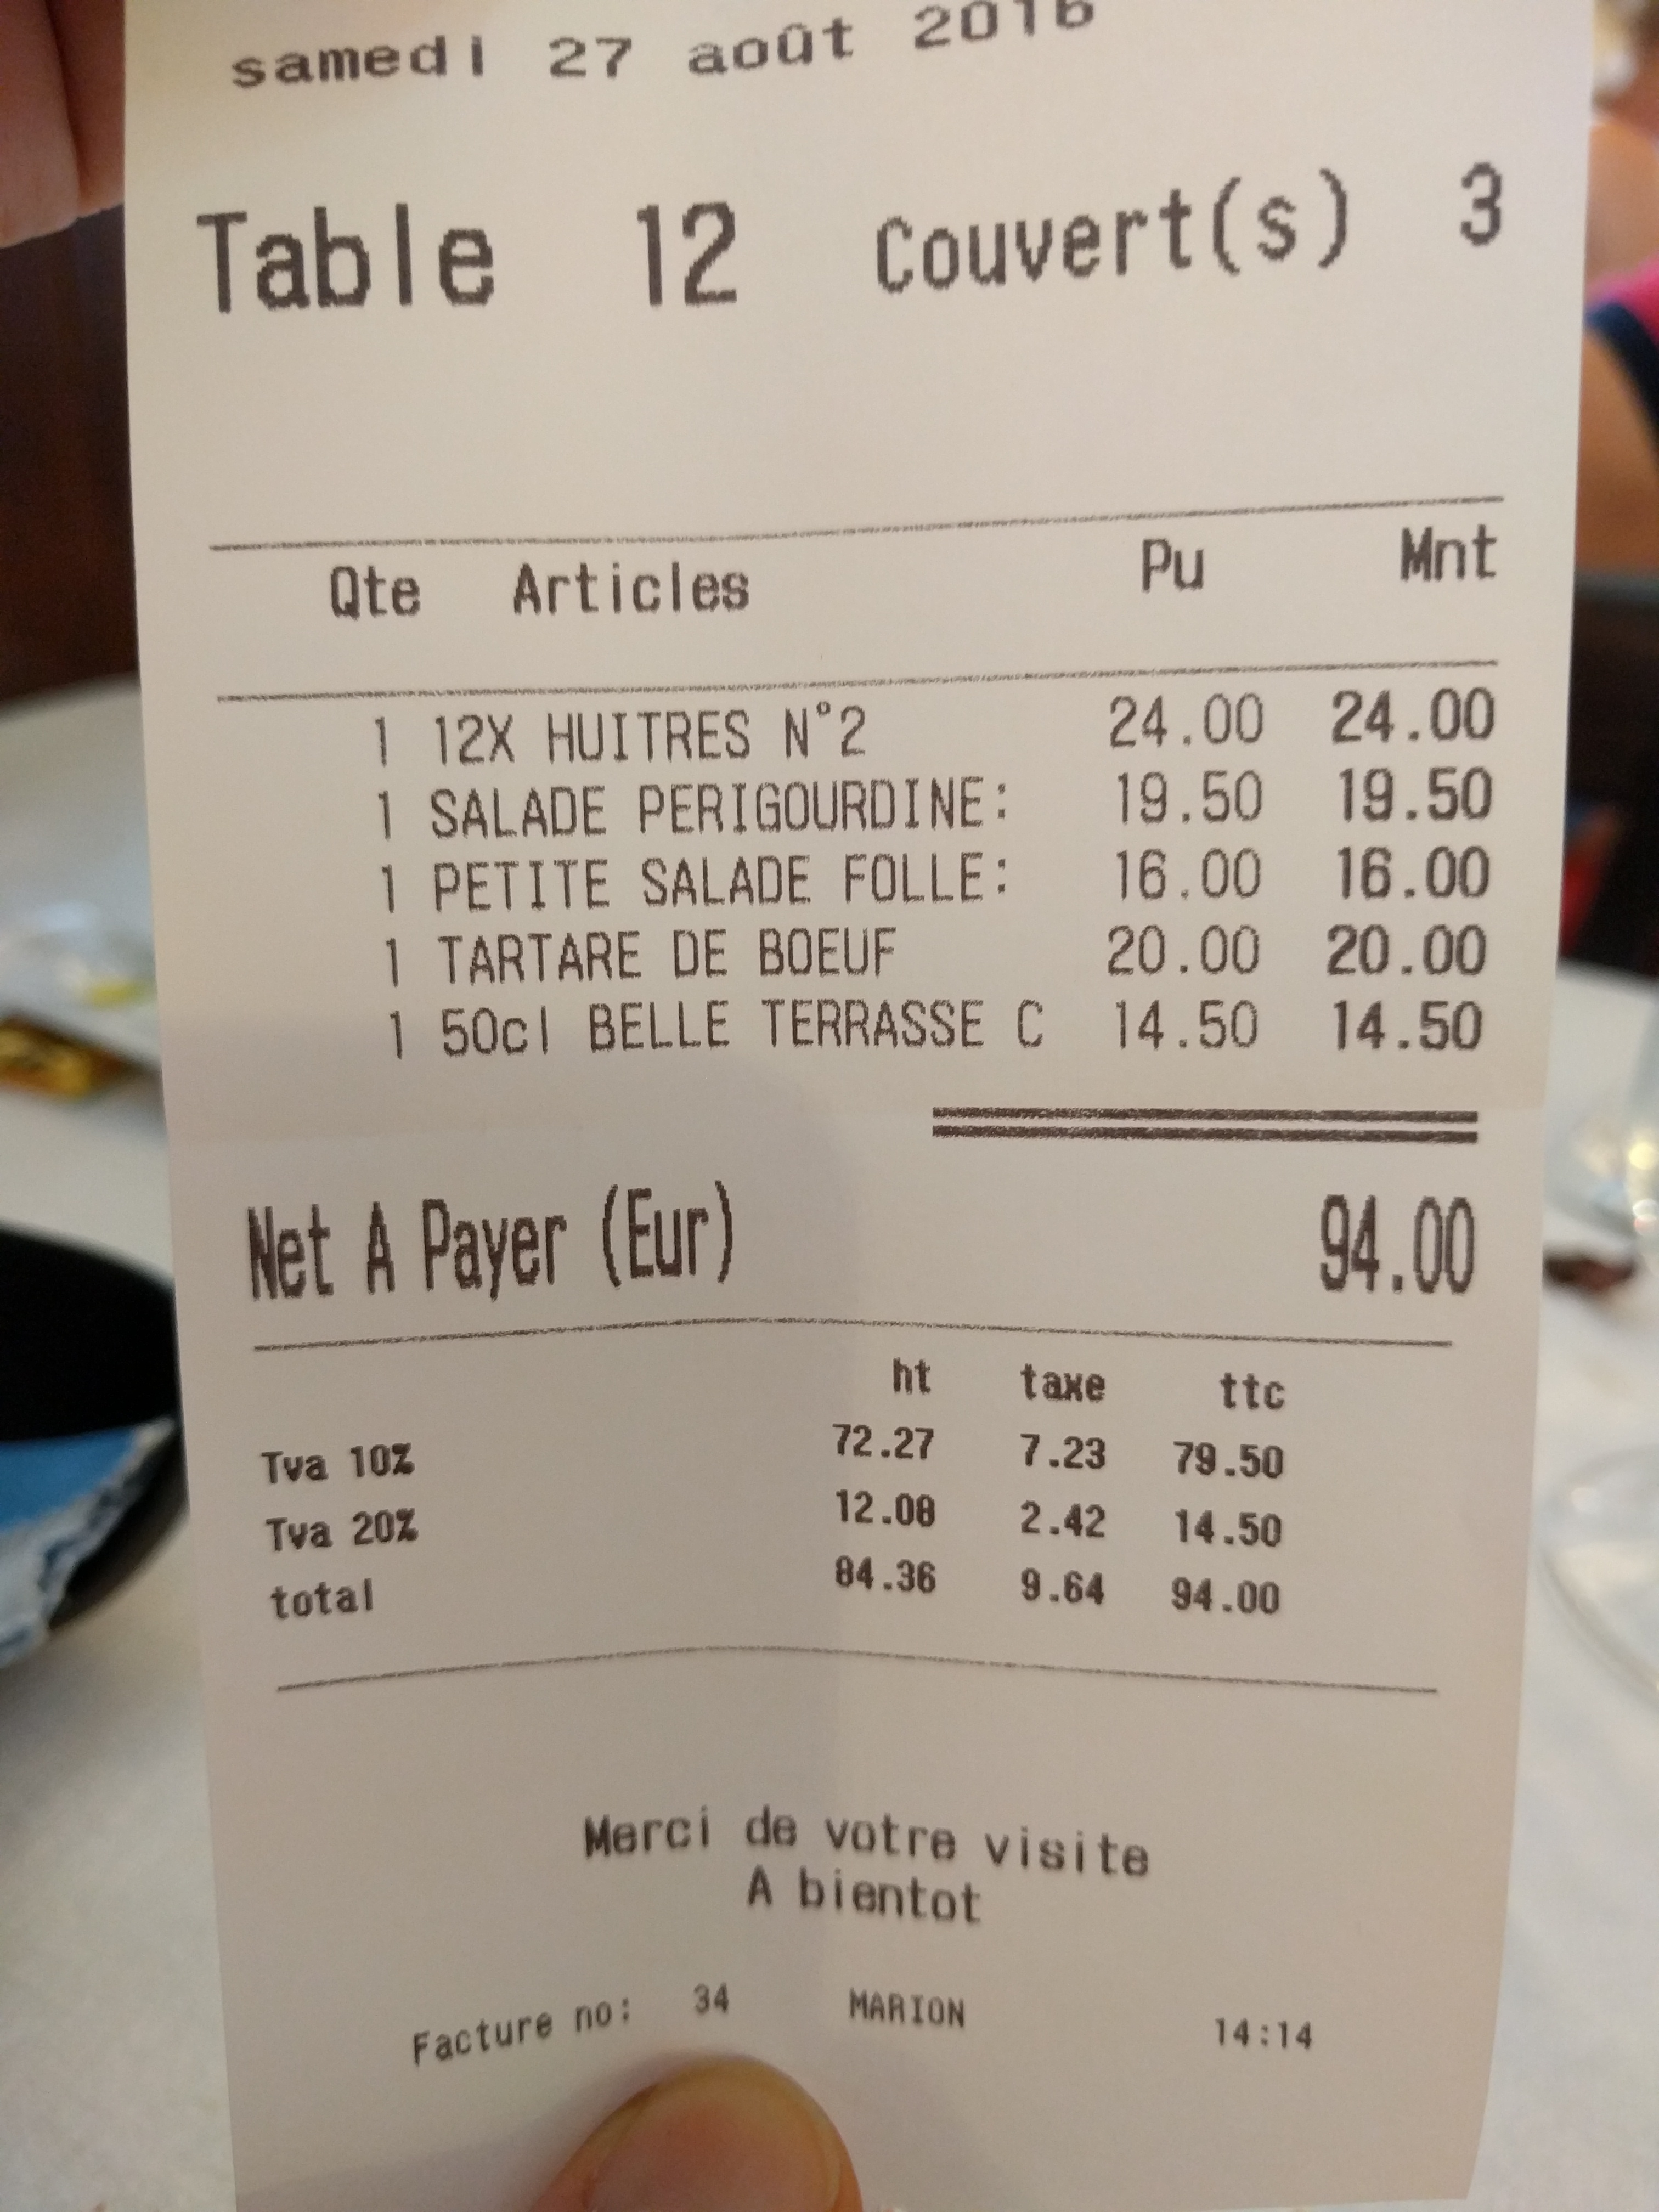 samedi 27 août 2016
Table 12 Couvert(s) 3
Qte Articles Pu Mnt
1 12X HUITRES N°2 24.00 24.00
1 SALADE PERIGOURDINE: 19.50 19.50
1 PETITE SALADE FOLLE: 16.00 16.00
1 TARTARE DE BOEUF 20.00 20.00
1 50cl BELLE TERRASSE C 14.50 14.50
Net A Payer (Eur) 94.00
ht taxe ttc
Tva 10% 72.27 7.23 79.50
Tva 20% 12.08 2.42 14.50
total 84.36 9.64 94.00
Merci de votre visite
A bientot
Facture no: 34 MARION 14:14